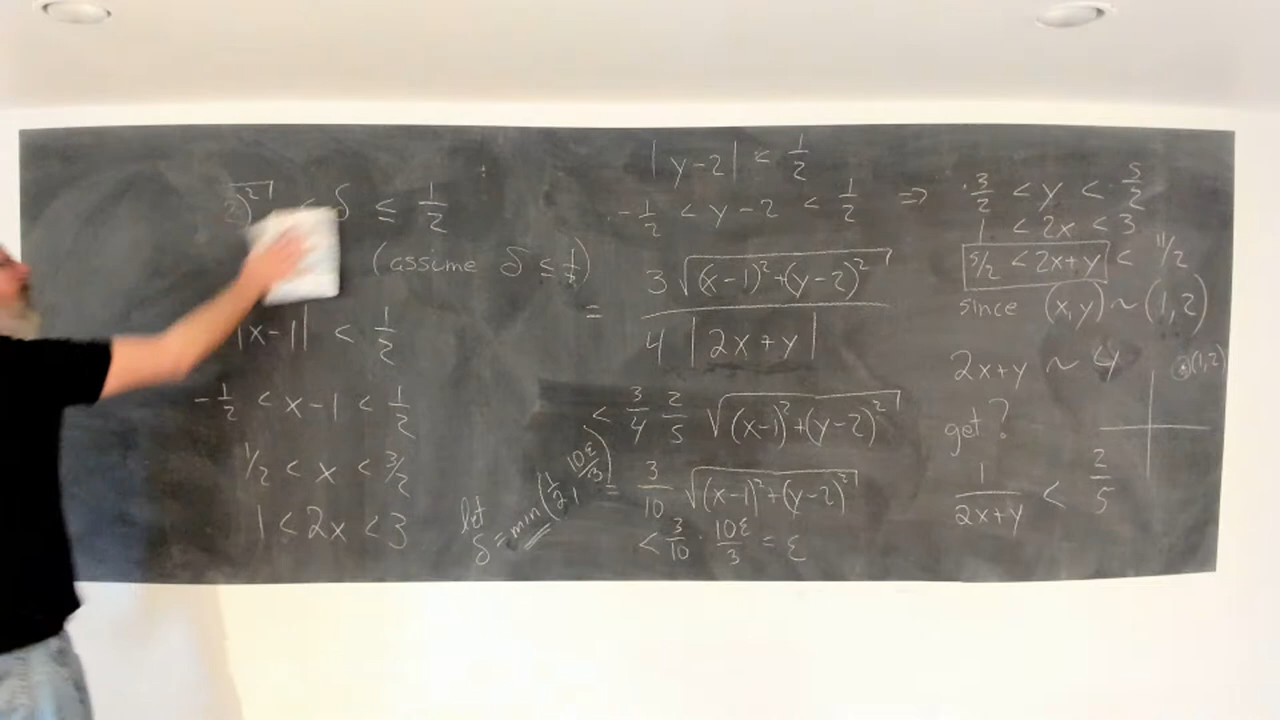 2)² < δ ≤ 1/2
(assume δ ≤ 1/2)
|x-1| < 1/2
-1/2 < x-1 < 1/2
1/2 < x < 3/2
1 < 2x < 3
let
δ = min(1/2, 10ε/3)
|y-2| < 1/2
-1/2 < y-2 < 1/2 ⇒ 3/2 < y < 5/2
= 3√((x-1)²+(y-2)²) / 4|2x+y|
< 3/4 2/5 √((x-1)²+(y-2)²)
= 3/10 √((x-1)²+(y-2)²)
< 3/10 · 10ε/3 = ε
1 < 2x < 3
5/2 < 2x+y < 11/2
since (x,y) ~ (1,2)
2x+y ~ 4
(1,2)
get?
1/(2x+y) < 2/5